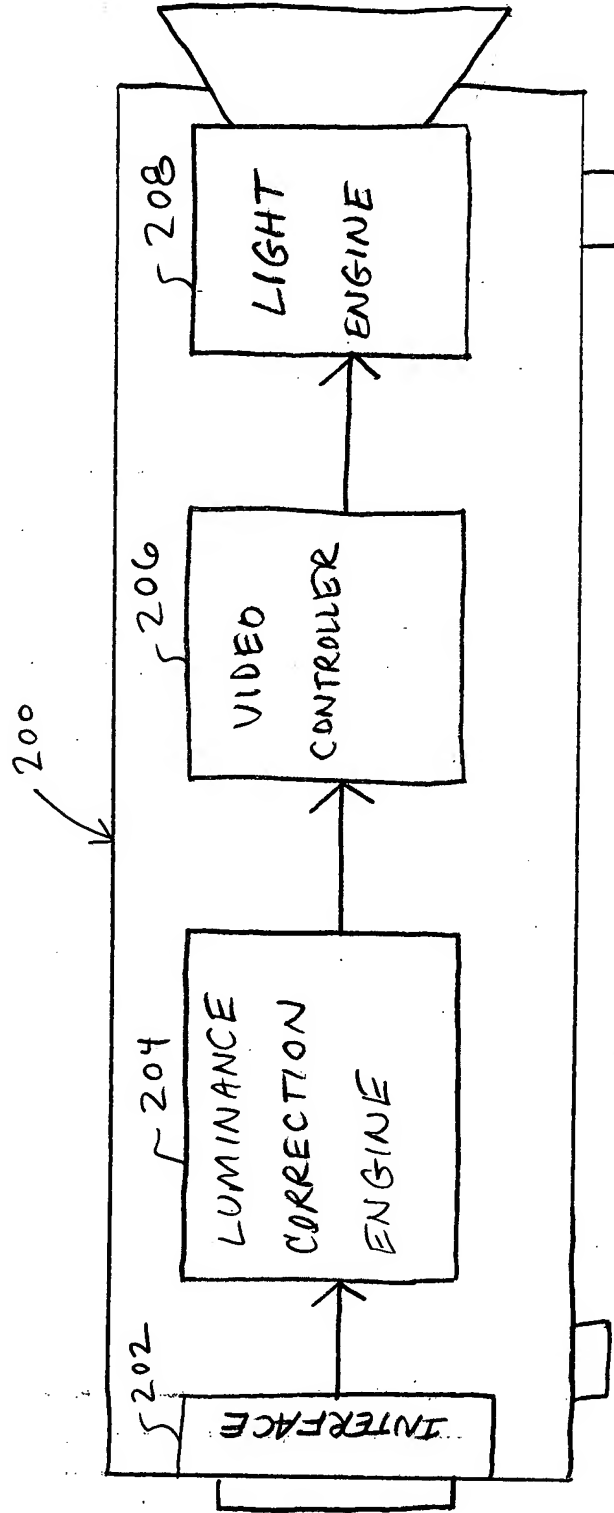 200
202
INTERFACE
204
LUMINANCE
CORRECTION
ENGINE
206
VIDEO
CONTROLLER
208
LIGHT
ENGINE